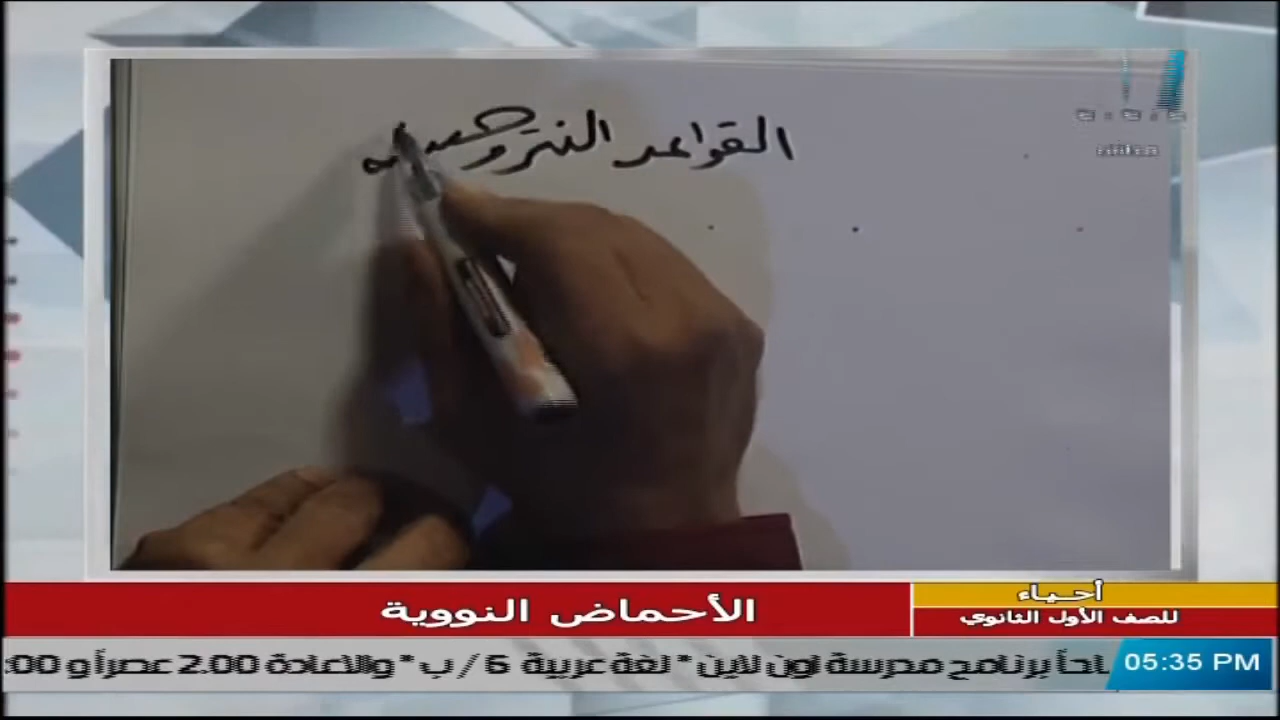 القواعد النتروجينية
أحياء
للصف الأول الثانوي
الأحماض النووية
05:35 PM
برنامج مدرسة اون لاين * لغة عربية 6 / ب * والاعادة 2.00 عصراً و